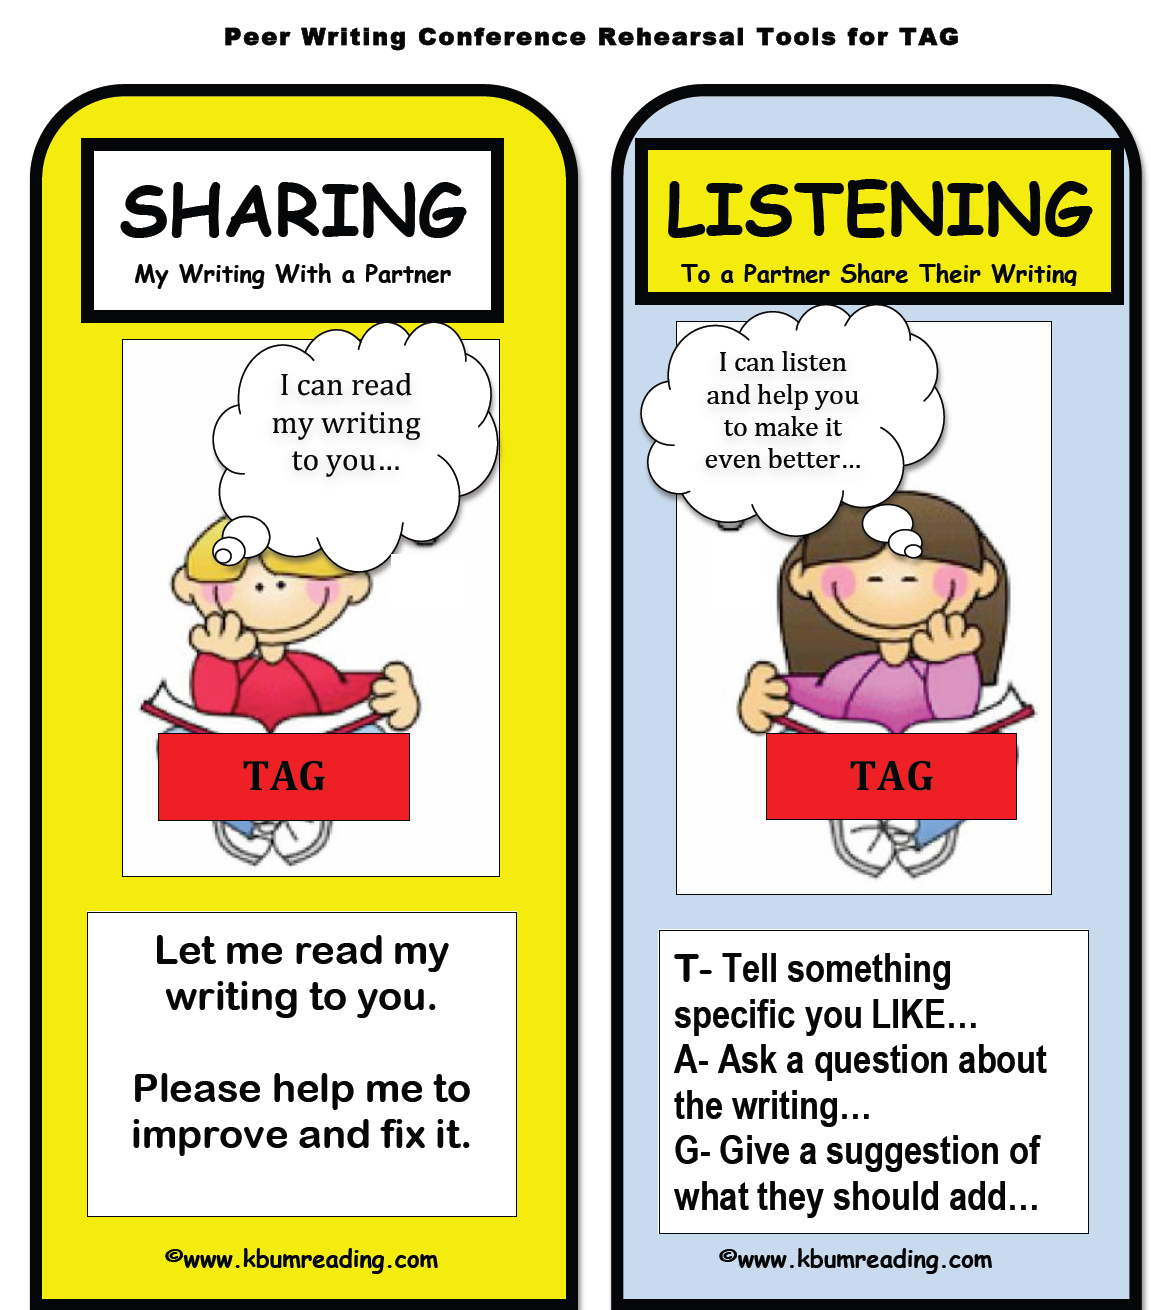 Peer Writing Conference Rehearsal Tools for TAG
SHARING
My Writing With a Partner
I can read
my writing
to you...
TAG
Let me read my
writing to you.
Please help me to
improve and fix it.
©www.kbumreading.com
LISTENING
To a Partner Share Their Writing
I can listen
and help you
to make it
even better...
TAG
T- Tell something
specific you LIKE...
A- Ask a question about
the writing...
G- Give a suggestion of
what they should add...
©www.kbumreading.com